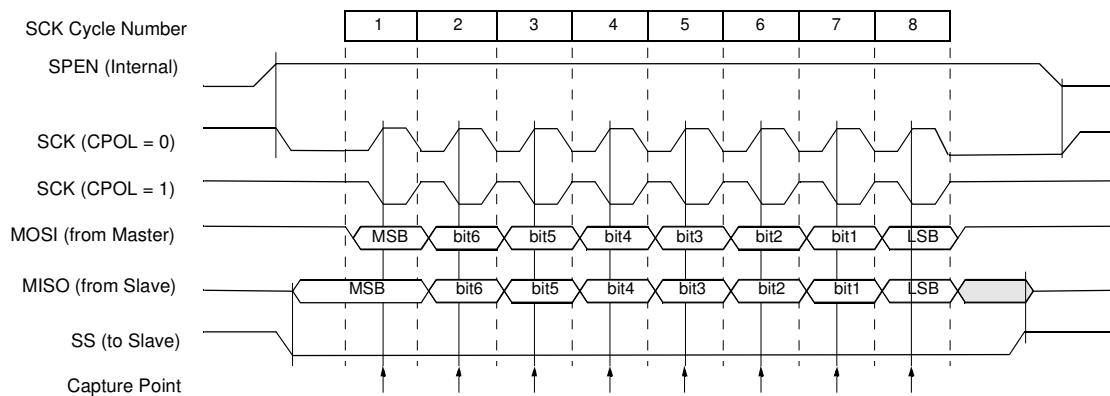 SCK Cycle Number 1 2 3 4 5 6 7 8
SPEN (Internal)
SCK (CPOL = 0)
SCK (CPOL = 1)
MOSI (from Master) MSB bit6 bit5 bit4 bit3 bit2 bit1 LSB
MISO (from Slave) MSB bit6 bit5 bit4 bit3 bit2 bit1 LSB
SS (to Slave)
Capture Point